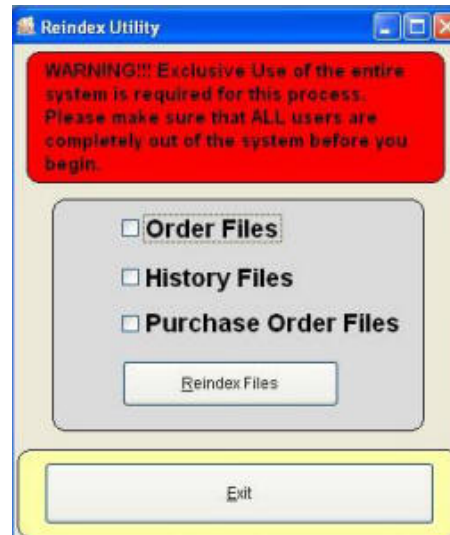 Reindex Utility
WARNING!!! Exclusive Use of the entire
system is required for this process.
Please make sure that ALL users are
completely out of the system before you
begin.
Order Files
History Files
Purchase Order Files
Reindex Files
Exit